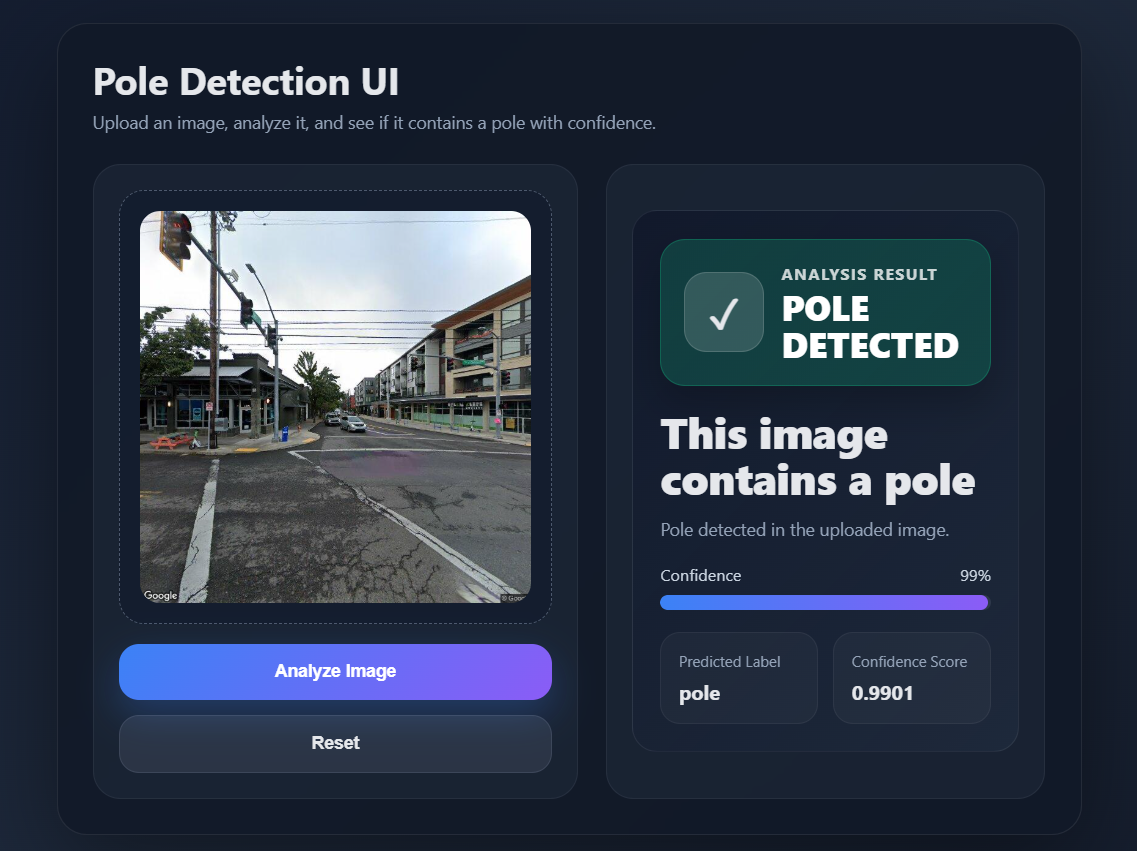 Pole Detection UI
Upload an image, analyze it, and see if it contains a pole with confidence.
Google
Analyze Image
Reset
✓
ANALYSIS RESULT
POLE
DETECTED
This image
contains a pole
Pole detected in the uploaded image.
Confidence 99%
Predicted Label
pole
Confidence Score
0.9901